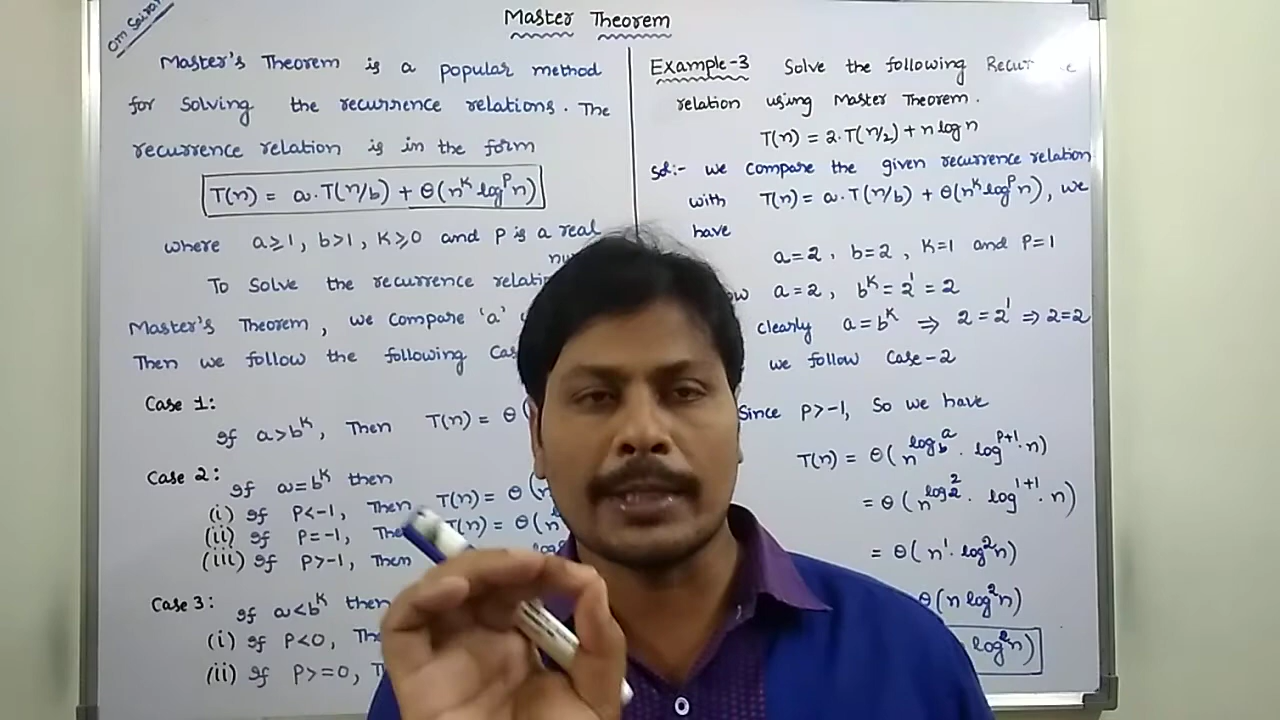 Om Sairam
Master Theorem
Master's Theorem is a popular method
for solving the recurrence relations. The
recurrence relation is in the form
T(n) = a.T(n/b) + θ(n^k log^p n)
where a≥1, b>1, k≥0 and P is a real
To Solve the recurrence
Master's Theorem, we compare 'a'
Then we follow the following
Case 1:
If a>b^k, Then T(n) = θ(
Case 2:
If a=b^k then
(i) If P<-1, Then T(n) = θ(n
(ii) If P=-1, T(n) = θ(n
(iii) If P>-1, Then
Case 3:
If a<b^k then
(i) If P<0,
(ii) If P>=0,
Example-3 Solve the following
relation using Master Theorem.
T(n) = 2.T(n/2) + n log n
Sol:- we compare the given recurrence relation
with T(n) = a.T(n/b) + θ(n^k log^p n), we
have
a=2, b=2, K=1 and P=1
a=2, b^k = 2^1 = 2
clearly a=b^k ⇒ 2=2^1 ⇒ 2=2
we follow Case-2
Since P>-1, So we have
T(n) = θ(n^log_b^a . log^p+1 . n)
= θ(n^log_2^2 . log^1+1 . n)
= θ(n^1 . log^2 n)
θ(n log^2 n)
log^2 n)